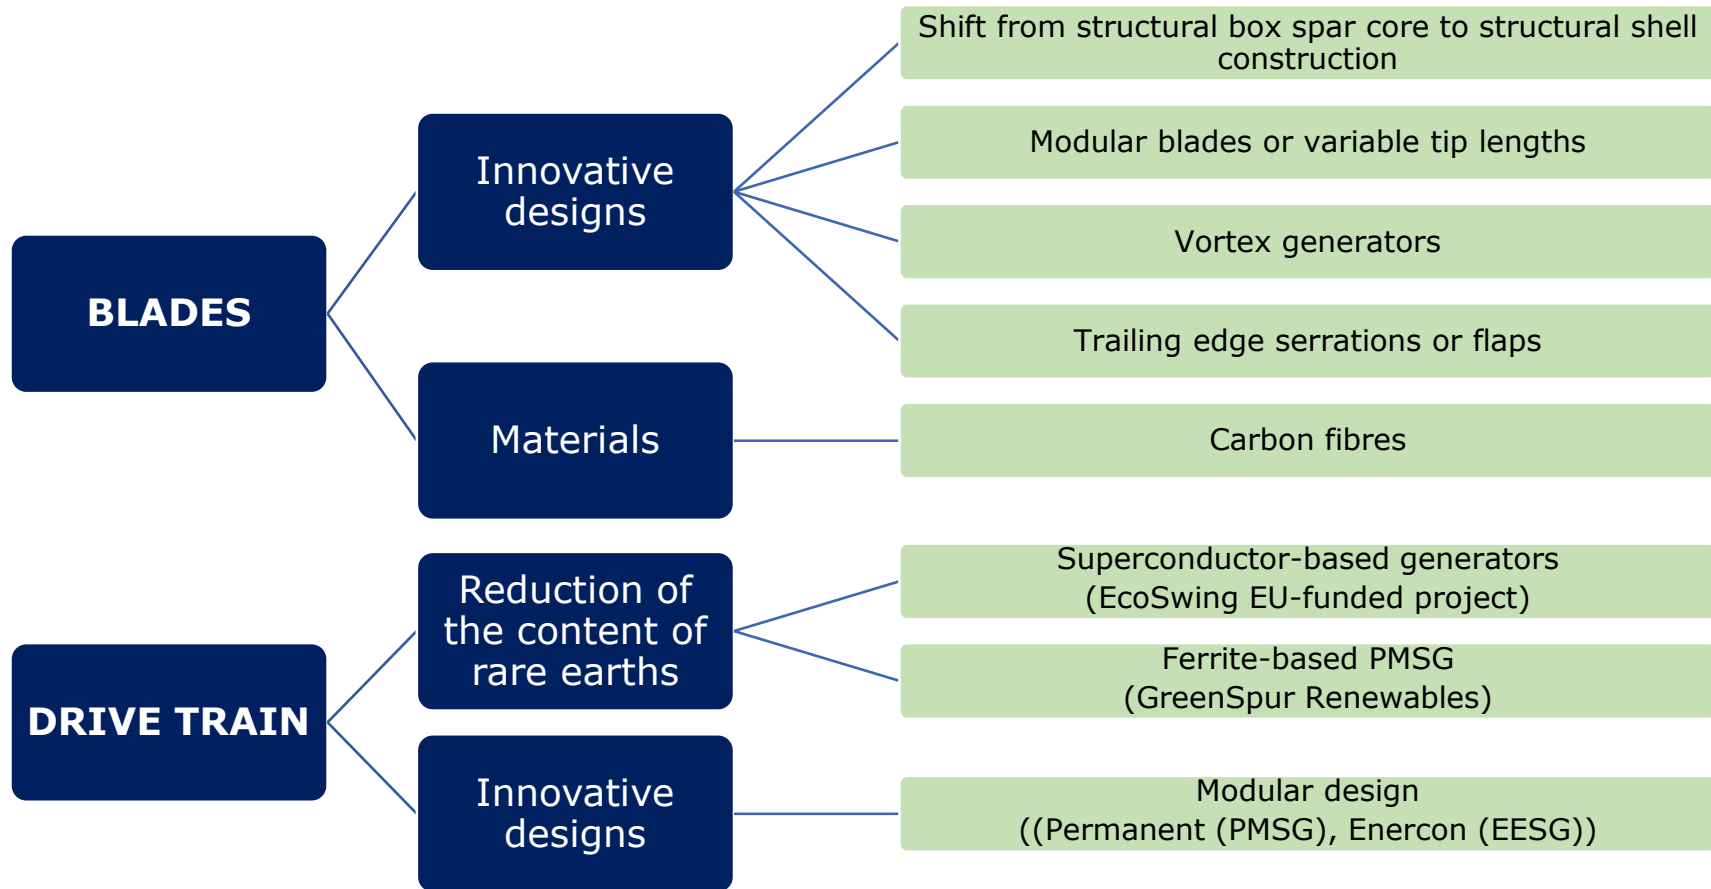 BLADES
Innovative
designs
Shift from structural box spar core to structural shell
construction
Modular blades or variable tip lengths
Vortex generators
Trailing edge serrations or flaps
Materials
Carbon fibres
DRIVE TRAIN
Reduction of
the content of
rare earths
Superconductor-based generators
(EcoSwing EU-funded project)
Ferrite-based PMSG
(GreenSpur Renewables)
Innovative
designs
Modular design
((Permanent (PMSG), Enercon (EESG))